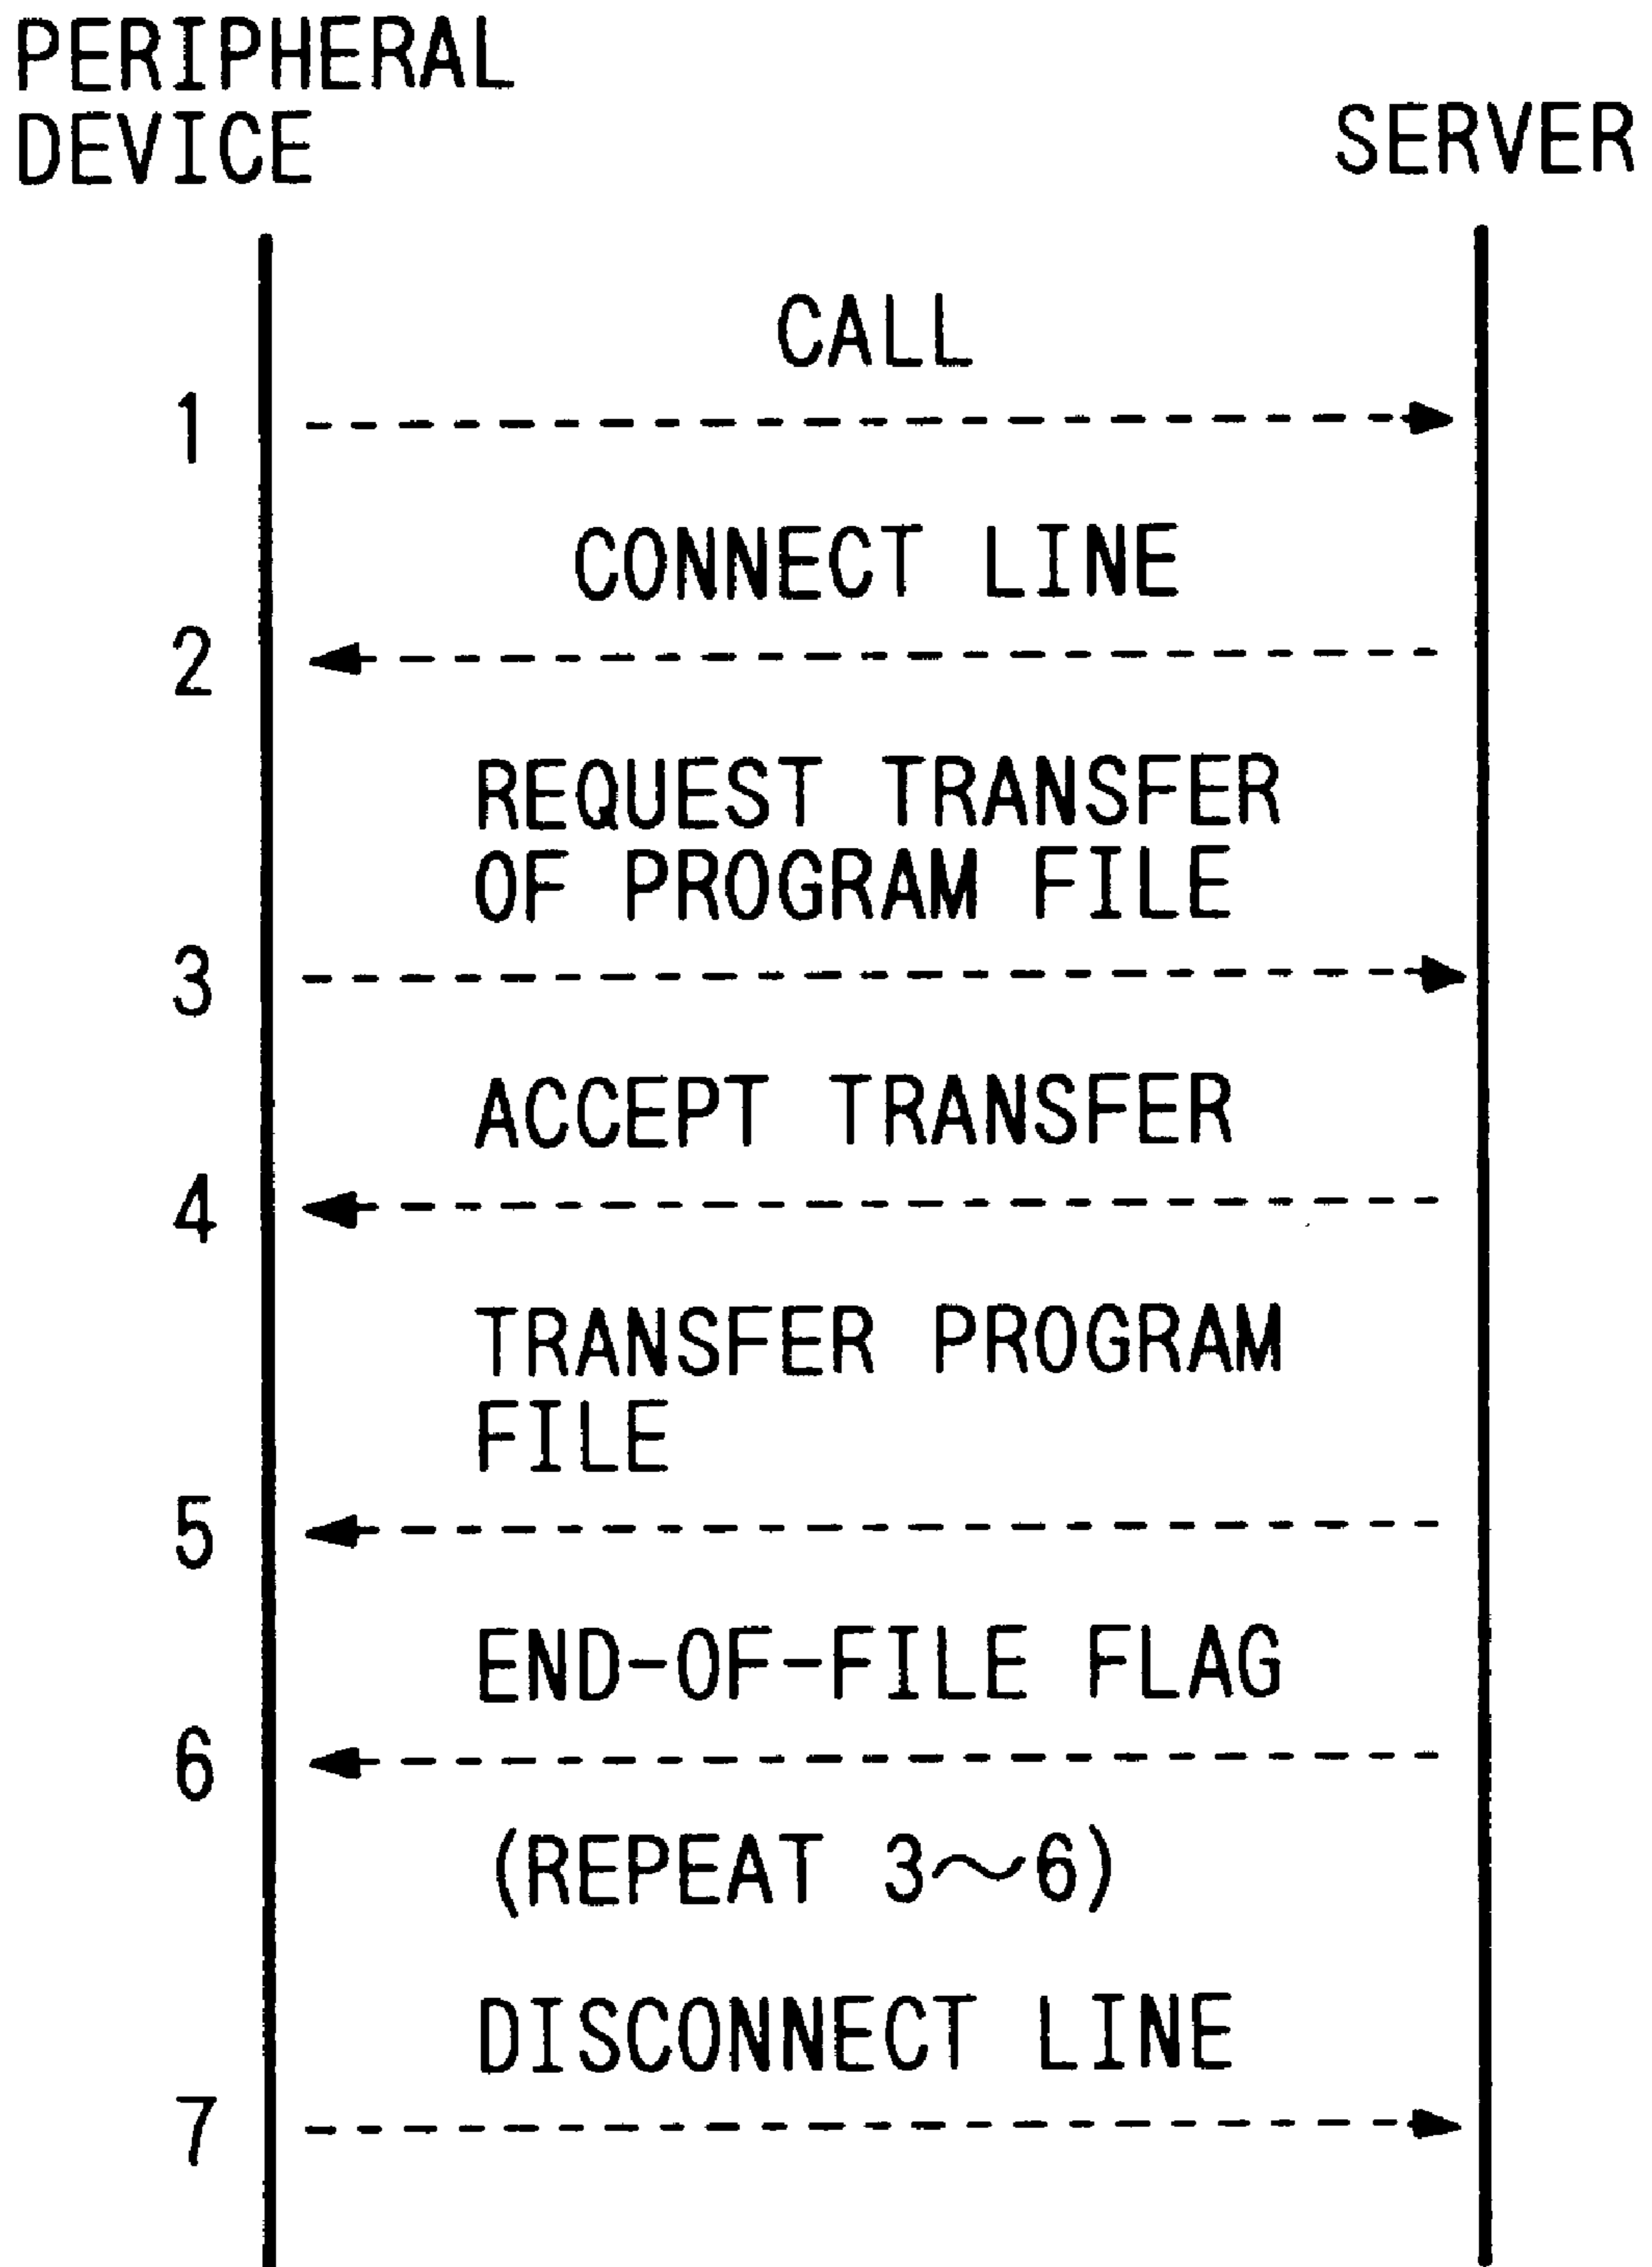 PERIPHERAL
DEVICE
SERVER
CALL
1
CONNECT LINE
2
REQUEST TRANSFER
OF PROGRAM FILE
3
ACCEPT TRANSFER
4
TRANSFER PROGRAM
FILE
5
END-OF-FILE FLAG
6
(REPEAT 3～6)
DISCONNECT LINE
7